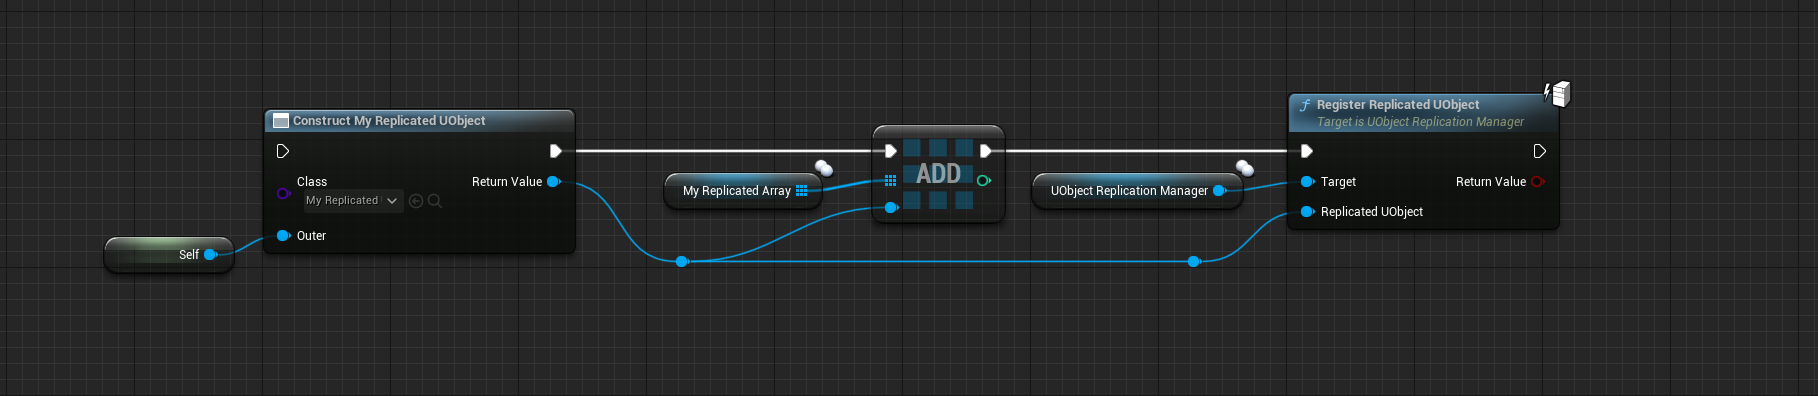 Construct My Replicated UObject
Class
My Replicated
Return Value
Outer
Self
My Replicated Array
ADD
UObject Replication Manager
Register Replicated UObject
Target is UObject Replication Manager
Target
Return Value
Replicated UObject